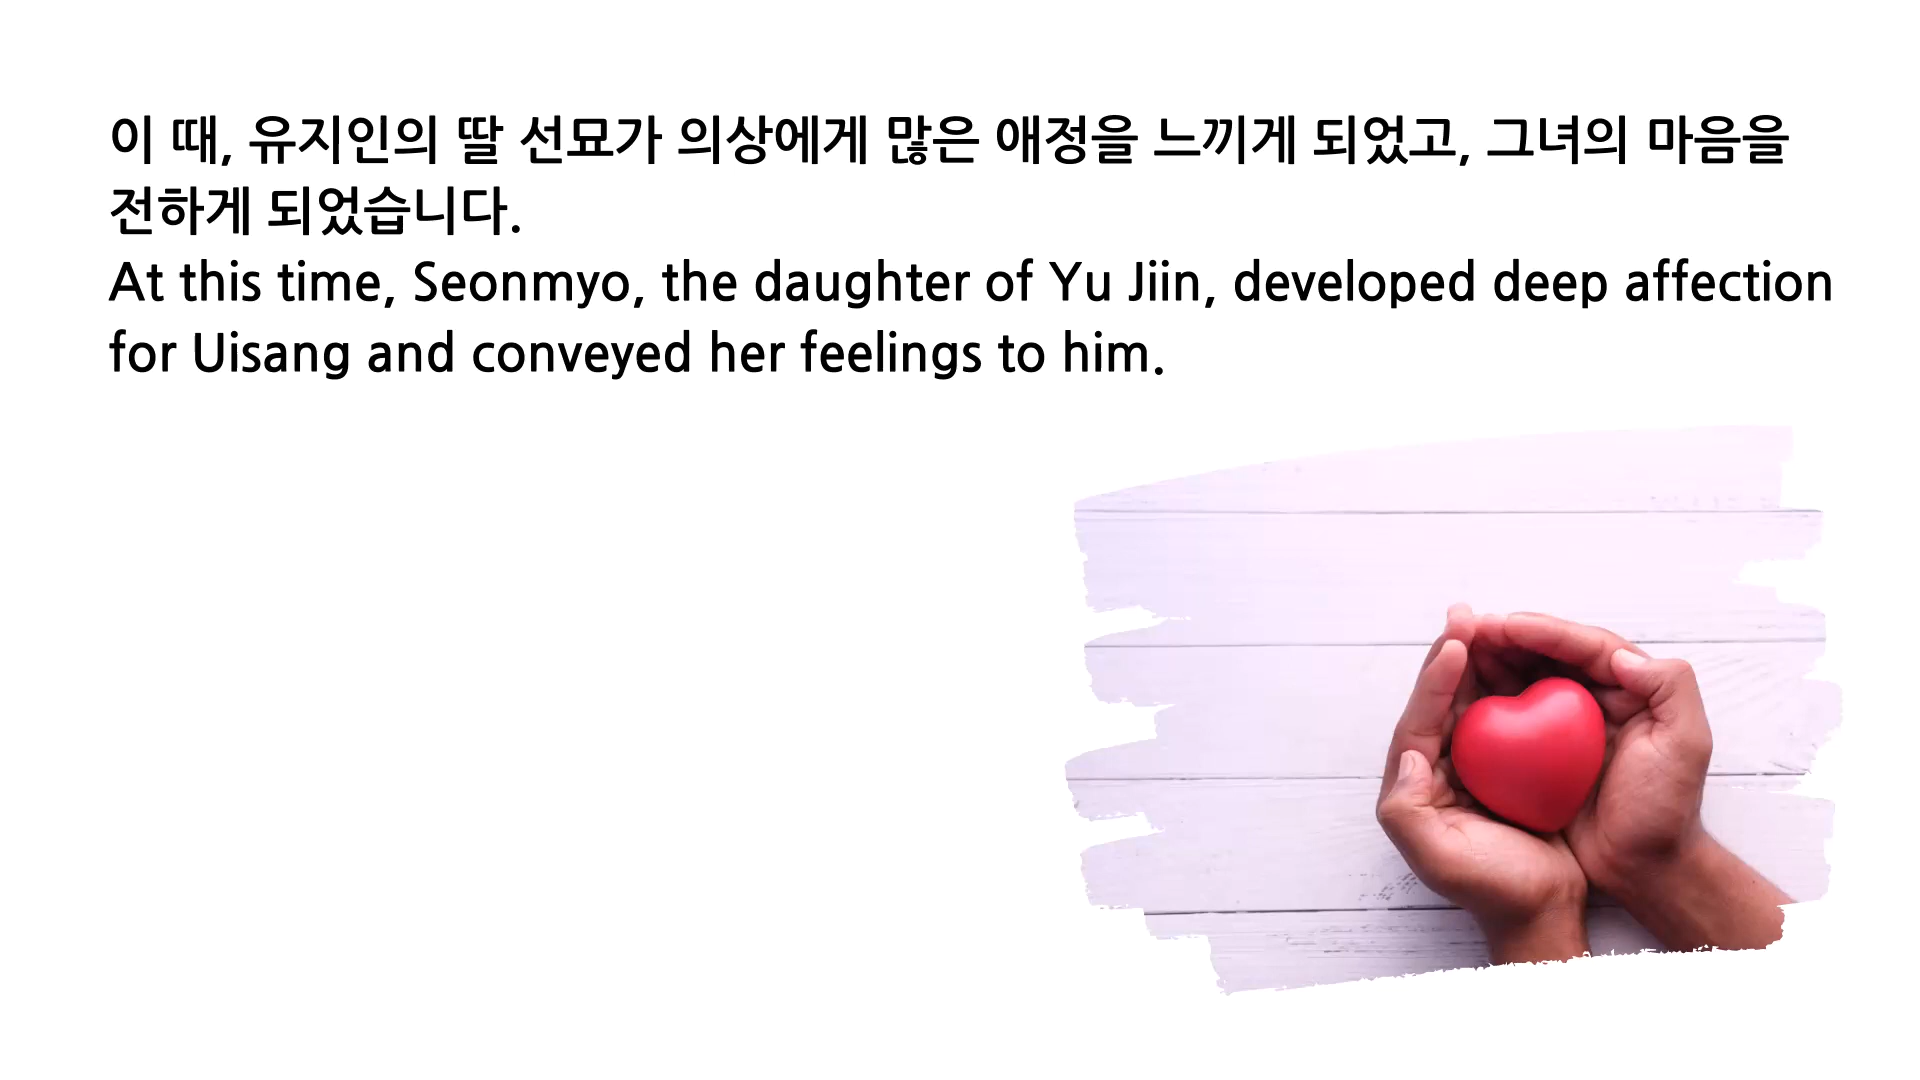 이 때, 유지인의 딸 선묘가 의상에게 많은 애정을 느끼게 되었고, 그녀의 마음을
전하게 되었습니다.
At this time, Seonmyo, the daughter of Yu Jiin, developed deep affection
for Uisang and conveyed her feelings to him.